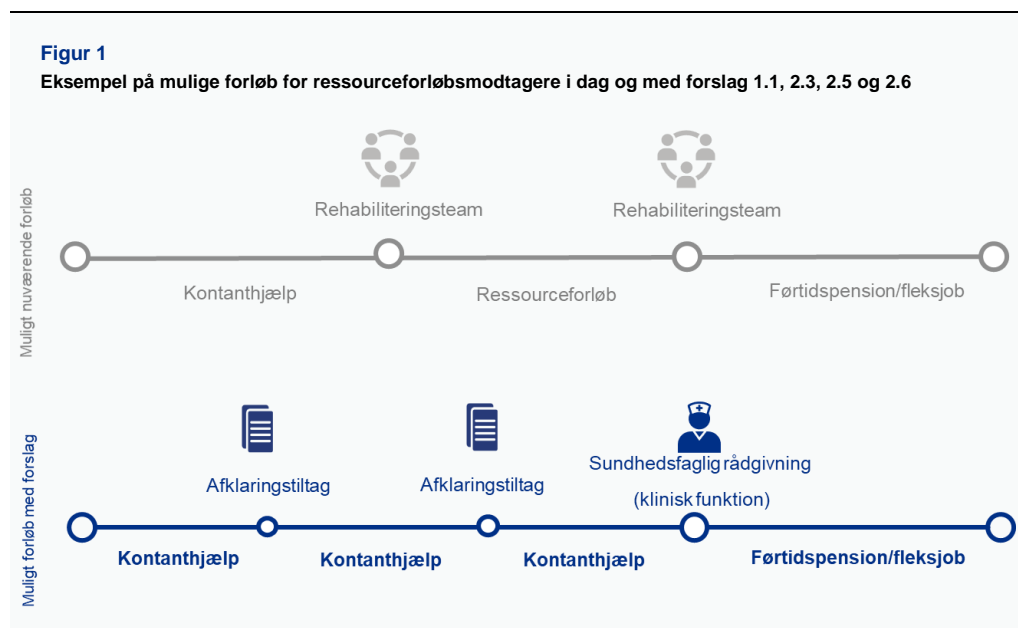 Figur 1
Eksempel på mulige forløb for ressourceforløbsmodtagere i dag og med forslag 1.1, 2.3, 2.5 og 2.6
Muligt nuværende forløb
Rehabiliteringsteam
Rehabiliteringsteam
Kontanthjælp
Ressourceforløb
Førtidspension/fleksjob
Muligt forløb med forslag
Afklaringstiltag
Afklaringstiltag
Sundhedsfaglig rådgivning
(klinisk funktion)
Kontanthjælp
Kontanthjælp
Kontanthjælp
Førtidspension/fleksjob